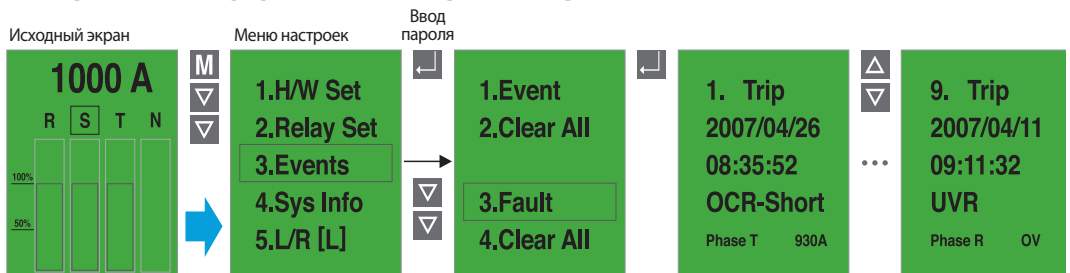 Исходный экран
1000 A
R S T N
100%
50%
M
Меню настроек
1.H/W Set
2.Relay Set
3.Events
4.Sys Info
5.L/R [L]
Ввод
пароля
1.Event
2.Clear All
3.Fault
4.Clear All
1. Trip
2007/04/26
08:35:52
OCR-Short
Phase T 930A
•••
9. Trip
2007/04/11
09:11:32
UVR
Phase R OV